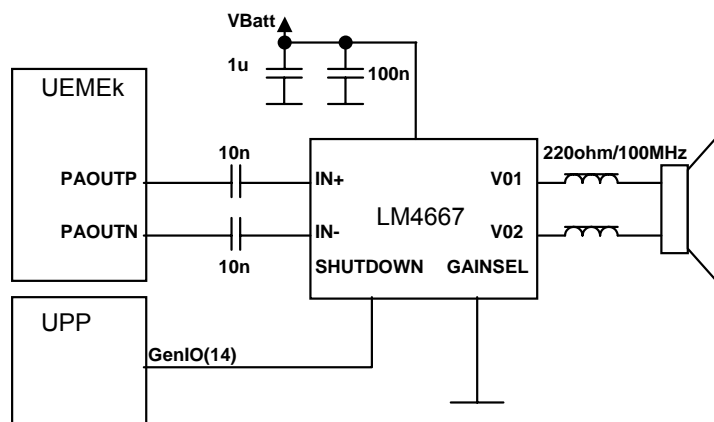 VBatt
1u
100n
UEMEk
PAOUTP
PAOUTN
10n
10n
IN+
IN-
SHUTDOWN
LM4667
V01
V02
GAINSEL
220ohm/100MHz
UPP
GenIO(14)